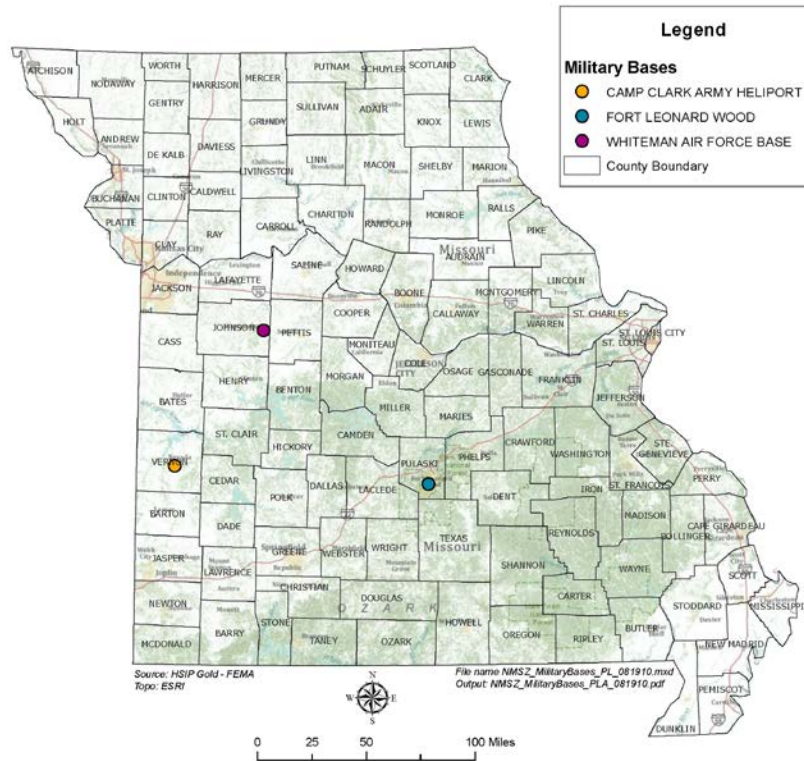 Legend
Military Bases
CAMP CLARK ARMY HELIPORT
FORT LEONARD WOOD
WHITEMAN AIR FORCE BASE
County Boundary
ATCHISON
NODAWAY
WORTH
GENTRY
HARRISON
MERCER
PUTNAM
SCHUYLER
SCOTLAND
CLARK
HOLT
ANDREW
DE KALB
DAVIESS
GRUNDY
SULLIVAN
ADAIR
KNOX
LEWIS
BUCHANAN
CLINTON
CALDWELL
LIVINGSTON
LINN
MACON
SHELBY
MARION
PLATTE
CLAY
RAY
CARROLL
CHARITON
RANDOLPH
MONROE
RALLS
PIKE
Kansas City
Independence
JACKSON
LAFAYETTE
SALINE
HOWARD
BOONE
Columbia
Missouri
AUDRAIN
CALLAWAY
MONTGOMERY
LINCOLN
WARREN
ST. CHARLES
ST. LOUIS CITY
ST. LOUIS
CASS
JOHNSON
PETTIS
COOPER
MONITEAU
California
COLE
OSAGE
GASCONADE
FRANKLIN
JEFFERSON
BATES
HENRY
BENTON
MORGAN
MILLER
MARIES
VERNON
ST. CLAIR
HICKORY
CAMDEN
PULASKI
PHELPS
CRAWFORD
WASHINGTON
STE. GENEVIEVE
ST. FRANCOIS
PERRY
CEDAR
POLK
DALLAS
LACLEDE
DENT
IRON
MADISON
BARTON
DADE
GREENE
WEBSTER
WRIGHT
TEXAS
Missouri
REYNOLDS
CAPE GIRARDEAU
BOLLINGER
JASPER
Joplin
LAWRENCE
Springfield
Republic
CHRISTIAN
DOUGLAS
SHANNON
WAYNE
SCOTT
NEWTON
BARRY
STONE
OZARK
HOWELL
CARTER
STODDARD
MISSISSIPPI
MCDONALD
TANEY
OZARK
OREGON
RIPLEY
BUTLER
NEW MADRID
PEMISCOT
DUNKLIN
Source: HSIP Gold - FEMA
Topo: ESRI
File name NMSZ_MilitaryBases_PL_081910.mxd
Output: NMSZ_MilitaryBases_PLA_081910.pdf
N
W E
S
0 25 50 100 Miles